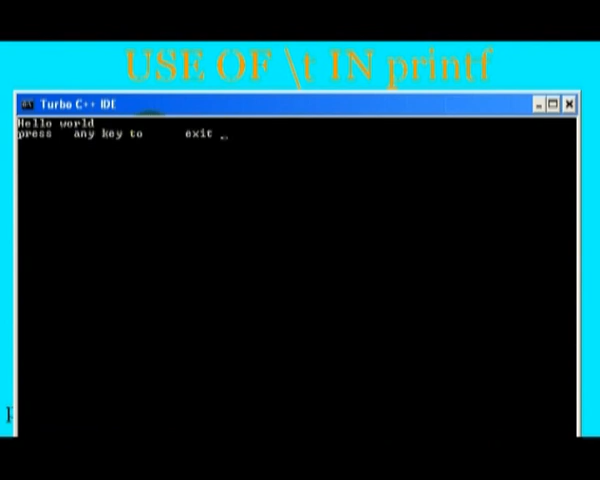 USE OF \t IN printf
Turbo C++ IDE
Hello world
press   any key to      exit _